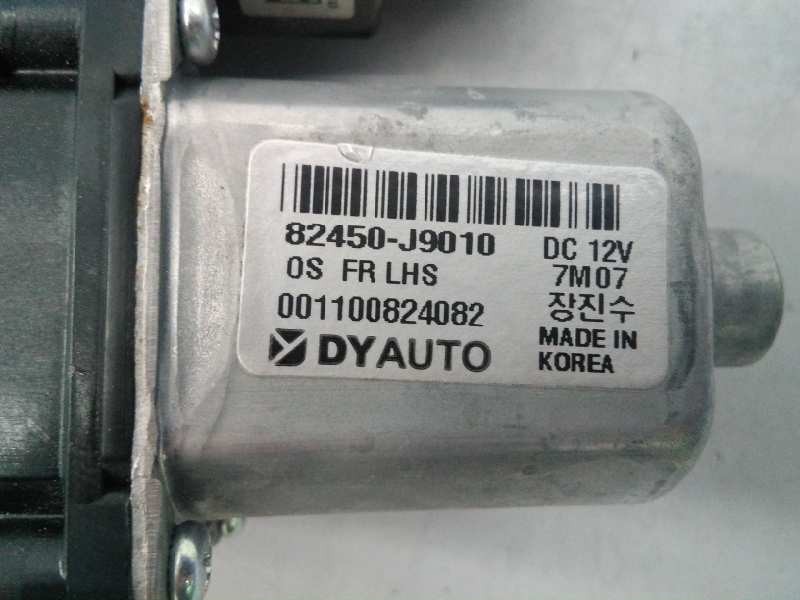 82450-J9010 DC 12V
OS FR LHS 7M07
001100824082 장진수
DYAUTO MADE IN
KOREA